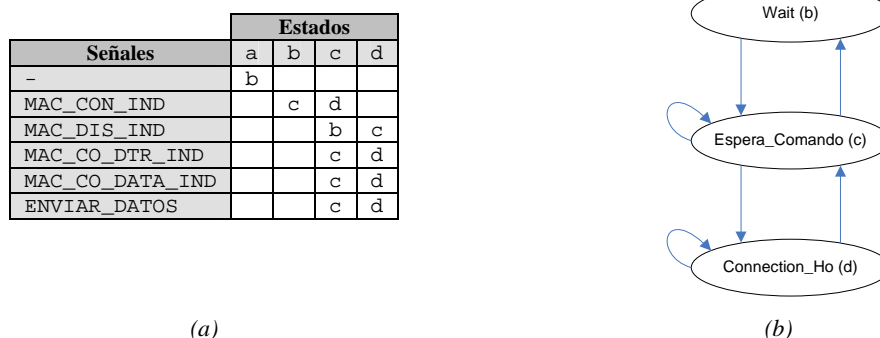 Estados
Señales a b c d
– b
MAC_CON_IND c d
MAC_DIS_IND b c
MAC_CO_DTR_IND c d
MAC_CO_DATA_IND c d
ENVIAR_DATOS c d
(a)
Wait (b)
Espera_Comando (c)
Connection_Ho (d)
(b)